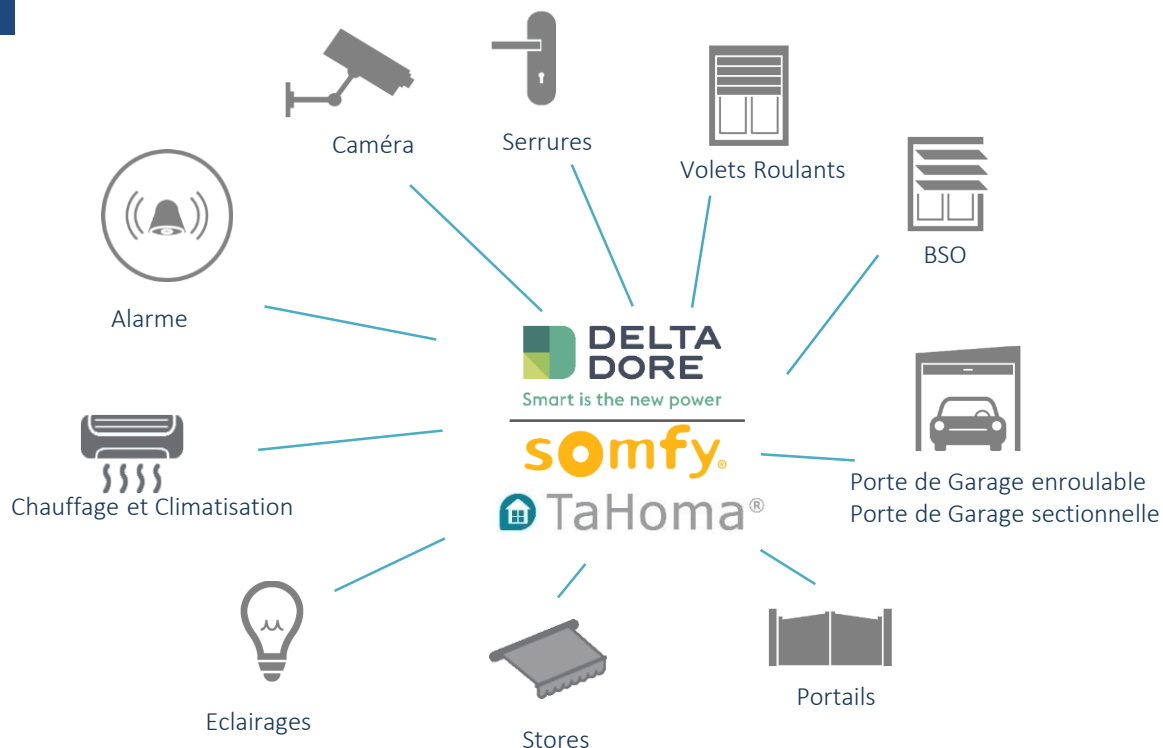 Caméra
Serrures
Volets Roulants
BSO
Alarme
DELTA
DORE
Smart is the new power
somfy®
TaHoma®
Porte de Garage enroulable
Porte de Garage sectionnelle
Chauffage et Climatisation
Portails
Eclairages
Stores